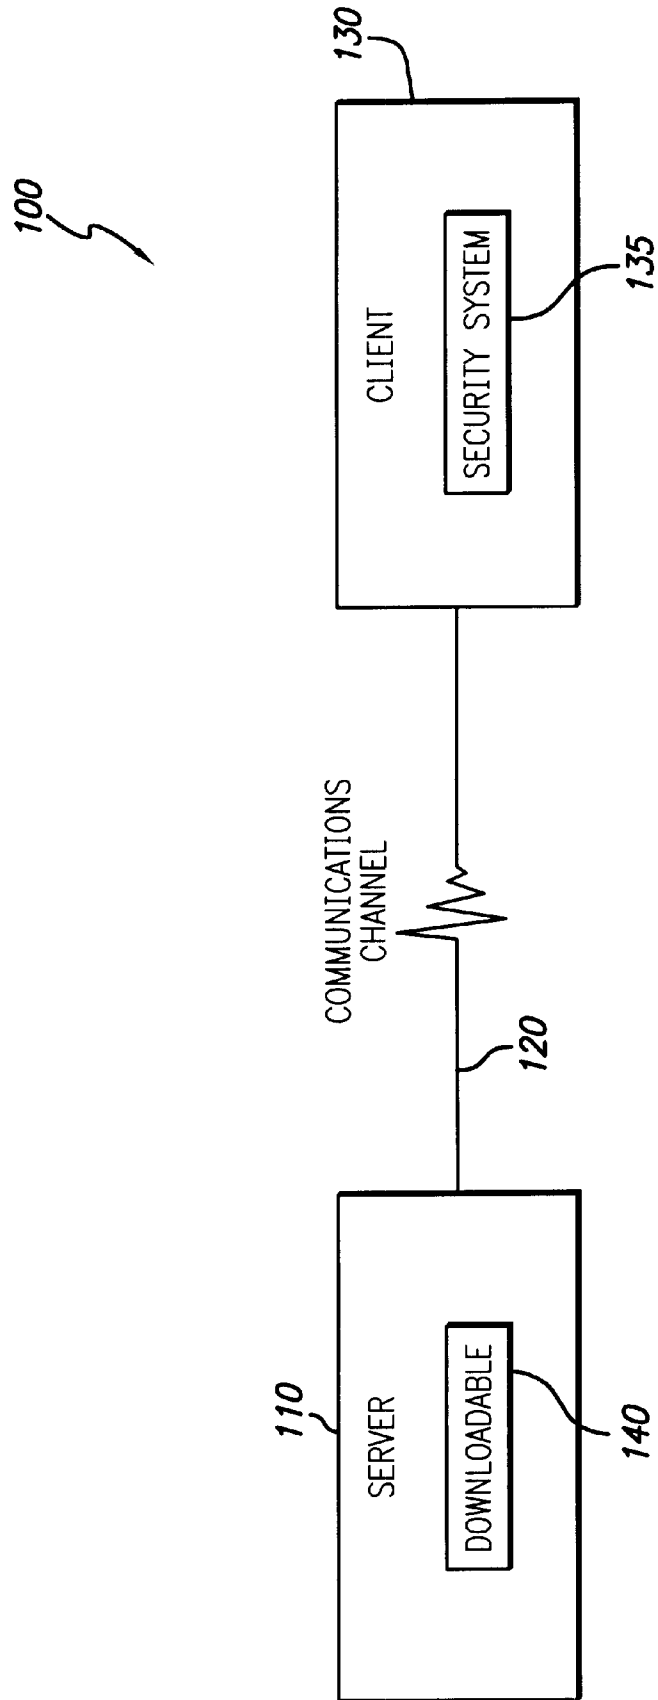 100
110
SERVER
DOWNLOADABLE
140
COMMUNICATIONS
CHANNEL
120
130
CLIENT
SECURITY SYSTEM
135